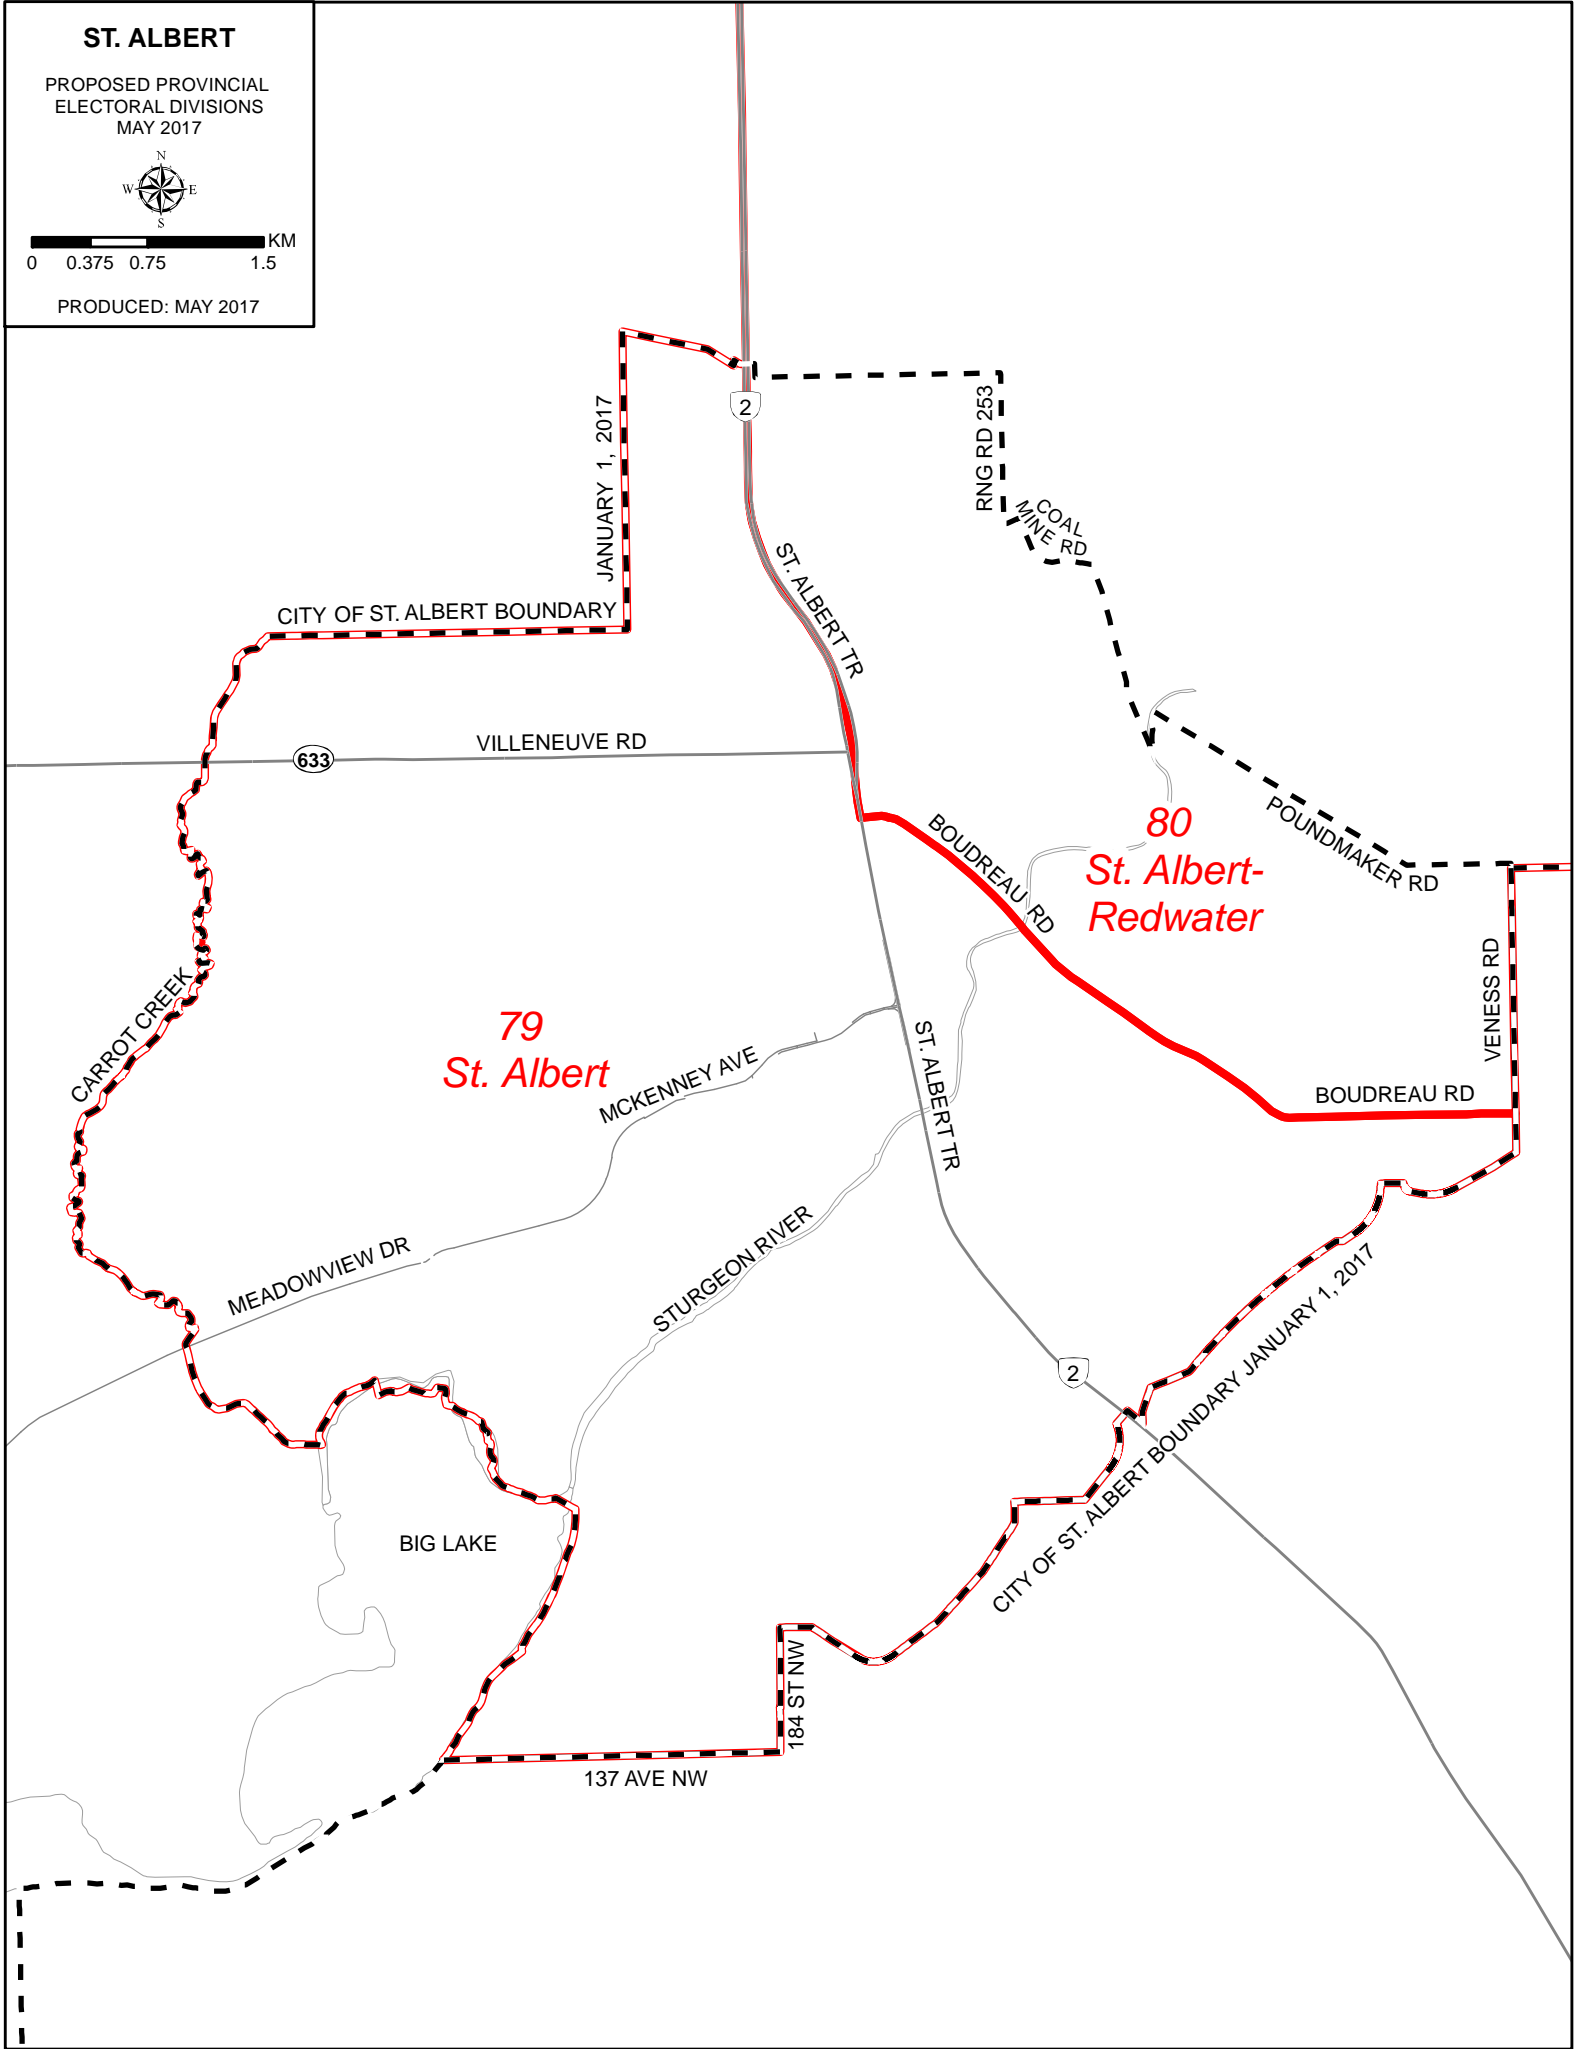 ST. ALBERT
PROPOSED PROVINCIAL
ELECTORAL DIVISIONS
MAY 2017
N
W E
S
KM
0 0.375 0.75 1.5
PRODUCED: MAY 2017
2
JANUARY 1, 2017
RNG RD 253
COAL
MINE RD
ST. ALBERT TR
CITY OF ST. ALBERT BOUNDARY
VILLENEUVE RD
633
POUNDMAKER RD
BOUDREAU RD
80
St. Albert-
Redwater
VENESS RD
CARROT CREEK
79
St. Albert
MCKENNEY AVE
ST. ALBERT TR
BOUDREAU RD
MEADOWVIEW DR
STURGEON RIVER
2
CITY OF ST. ALBERT BOUNDARY JANUARY 1, 2017
BIG LAKE
184 ST NW
137 AVE NW